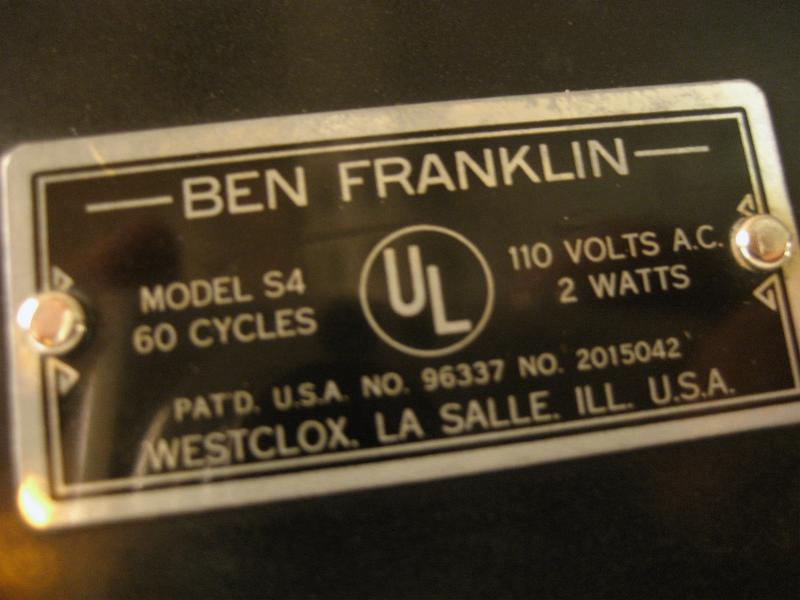 BEN FRANKLIN
MODEL S4
60 CYCLES
UL
110 VOLTS A.C.
2 WATTS
PAT'D. U.S.A. NO. 96337 NO. 2015042
WESTCLOX. LA SALLE. ILL. U.S.A.